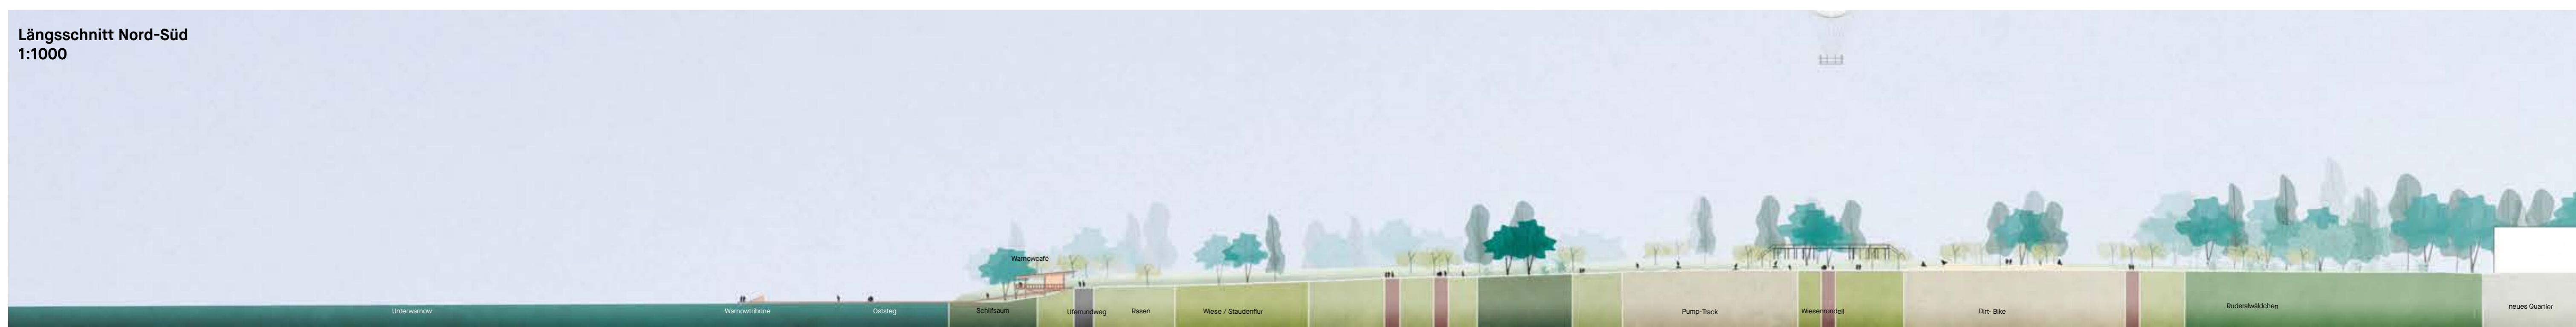 Längsschnitt Nord-Süd
1:1000
Warnowcafé
Unterwarnow
Warnowtribüne
Oststeg
Schilfsaum
Uferrundweg
Rasen
Wiese / Staudenflur
Pump-Track
Wiesenrondell
Dirt- Bike
Ruderalwäldchen
neues Quartier